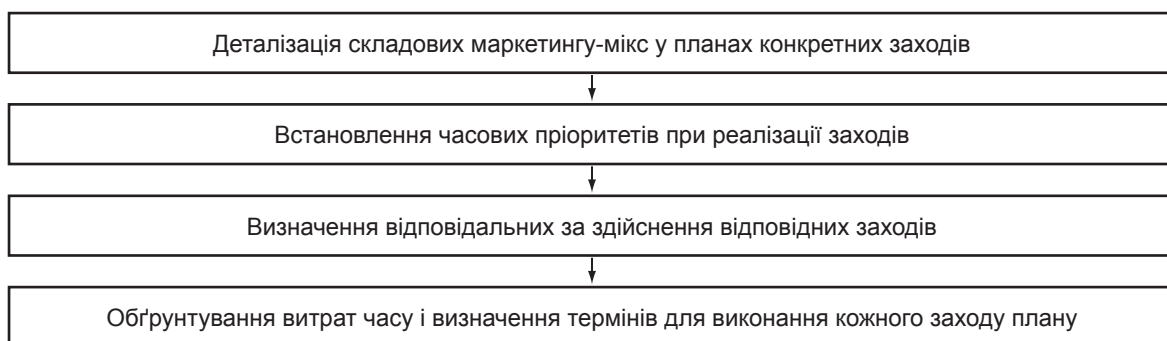 Деталізація складових маркетингу-мікс у планах конкретних заходів
Встановлення часових пріоритетів при реалізації заходів
Визначення відповідальних за здійснення відповідних заходів
Обґрунтування витрат часу і визначення термінів для виконання кожного заходу плану